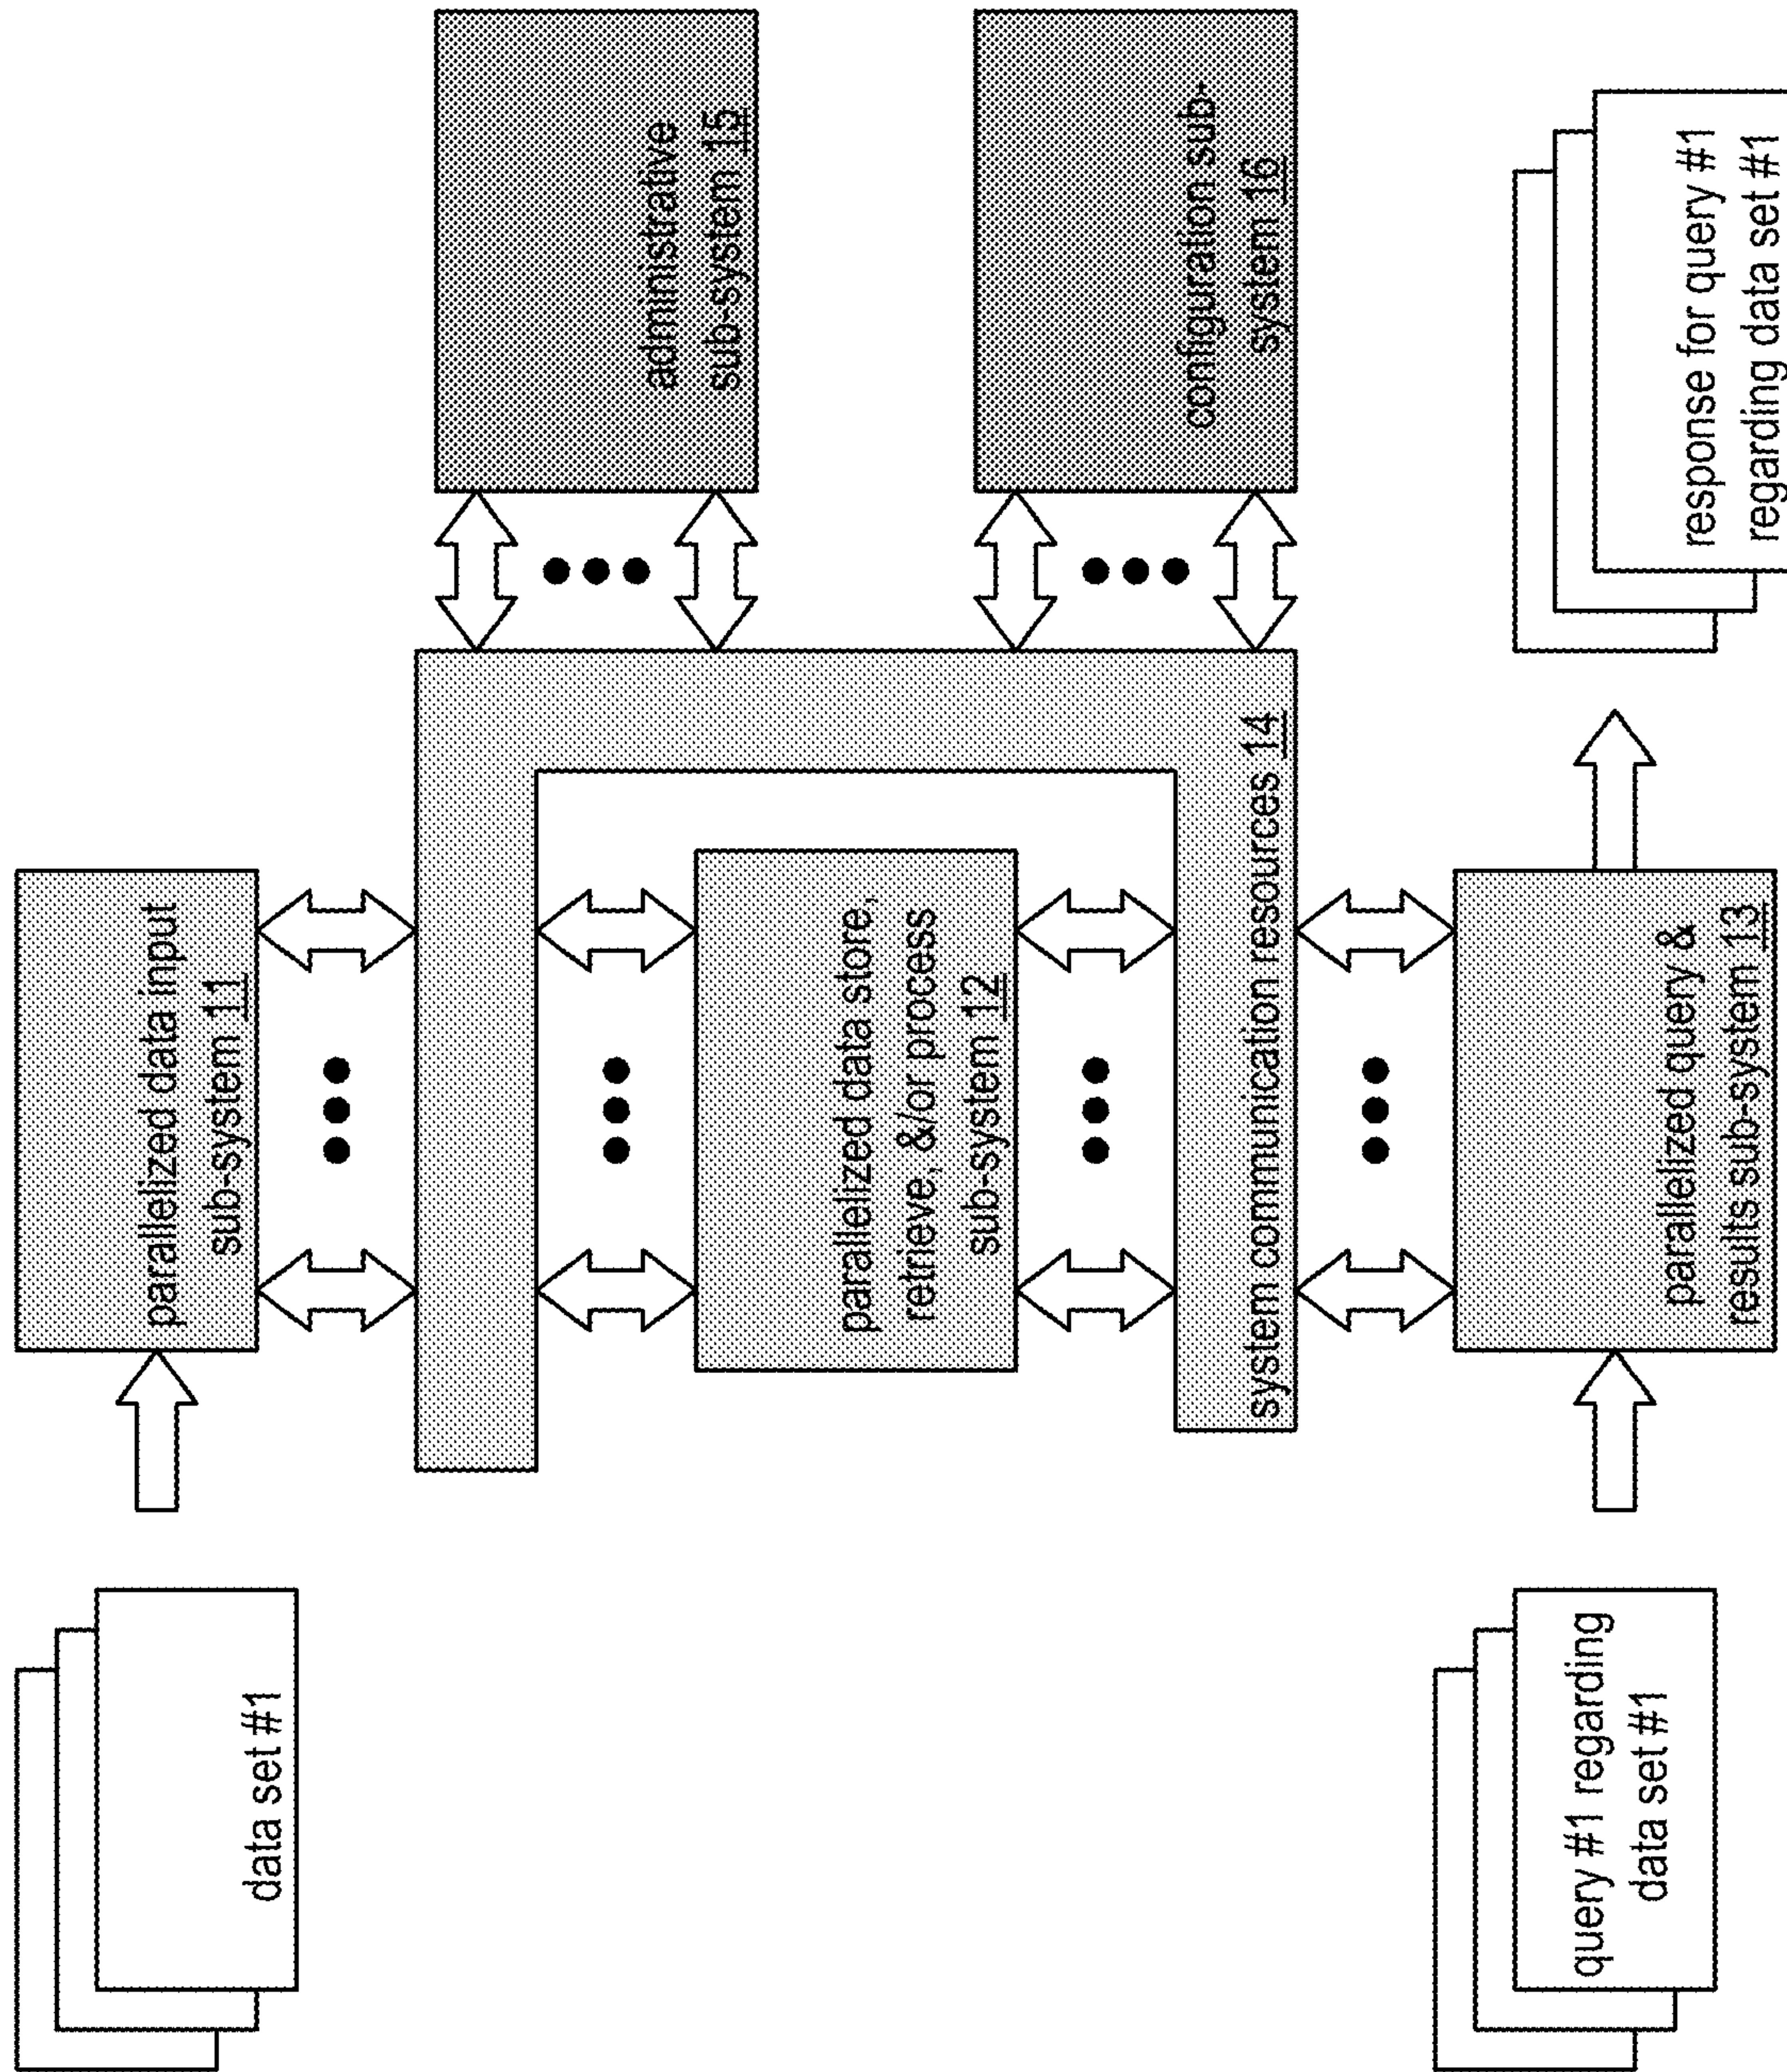 data set #1
parallelized data input
sub-system 11
administrative
sub-system 15
parallelized data store,
retrieve, &/or process
sub-system 12
configuration sub-
system 16
system communication resources 14
query #1 regarding
data set #1
parallelized query &
results sub-system 13
response for query #1
regarding data set #1